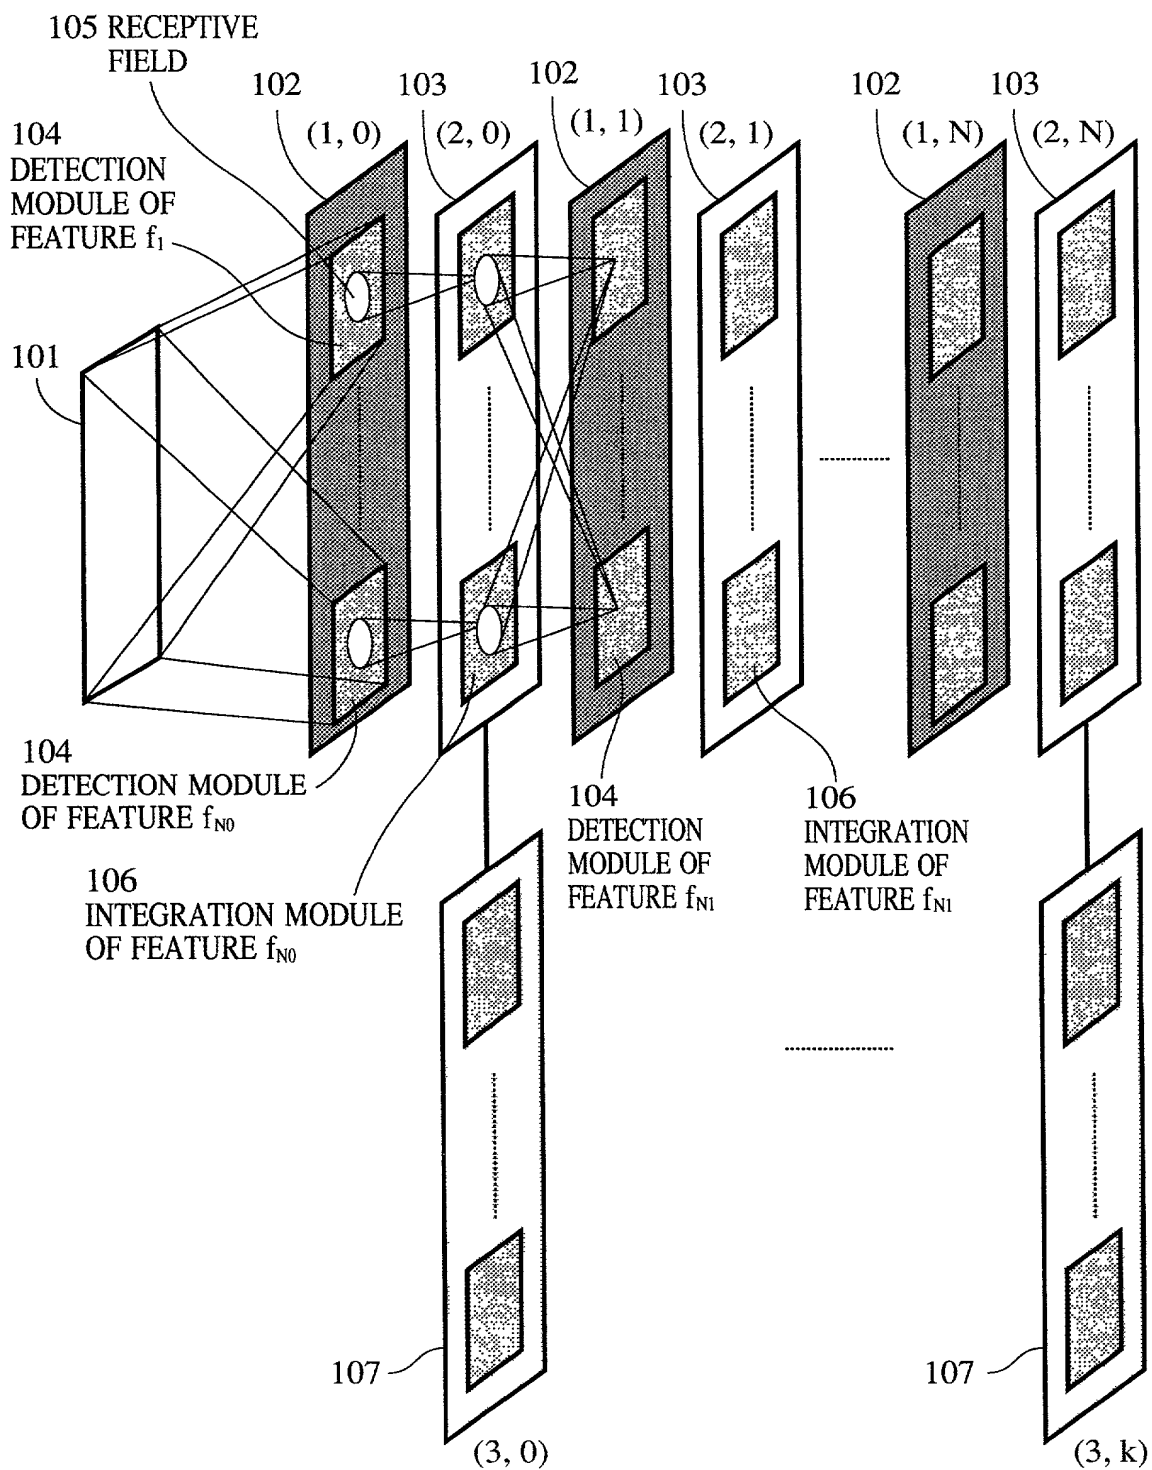 105 RECEPTIVE
FIELD
102
103
102
103
102
103
(1, 0)
(2, 0)
(1, 1)
(2, 1)
(1, N)
(2, N)
104
DETECTION
MODULE OF
FEATURE f1
101
104
DETECTION MODULE
OF FEATURE fN0
106
INTEGRATION MODULE
OF FEATURE fN0
104
DETECTION
MODULE OF
FEATURE fN1
106
INTEGRATION
MODULE OF
FEATURE fN1
107
107
(3, 0)
(3, k)